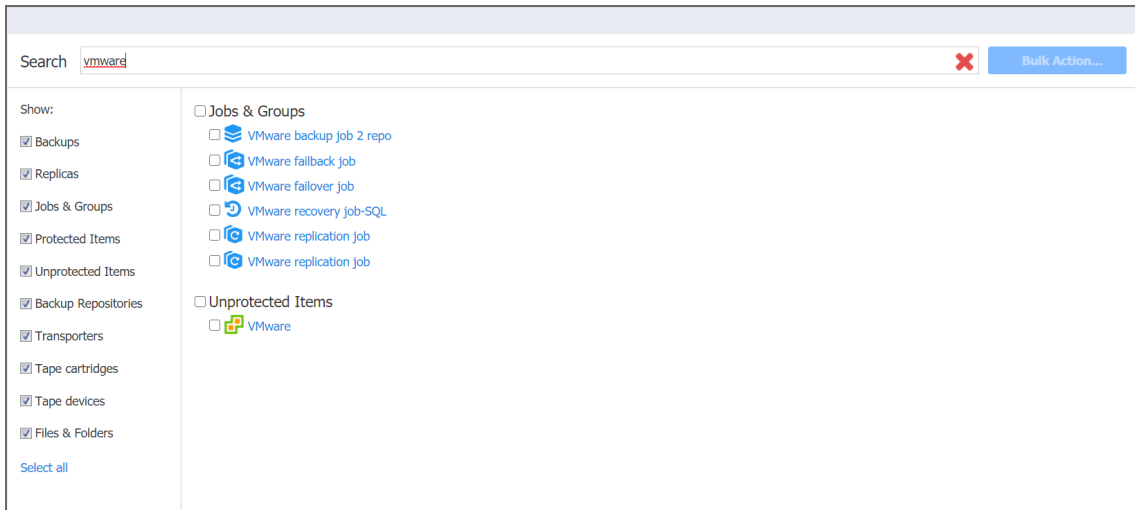 Search
vmware
Bulk Action...
Show:
Backups
Replicas
Jobs & Groups
Protected Items
Unprotected Items
Backup Repositories
Transporters
Tape cartridges
Tape devices
Files & Folders
Select all
Jobs & Groups
VMware backup job 2 repo
VMware failback job
VMware failover job
VMware recovery job-SQL
VMware replication job
VMware replication job
Unprotected Items
VMware